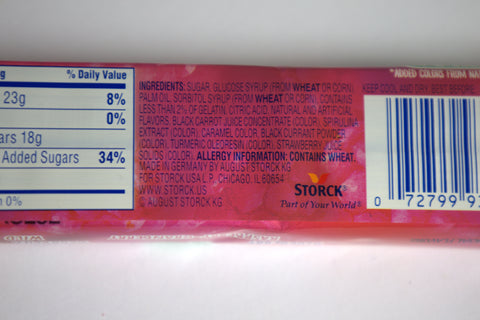 g % Daily Value
23g 8%
0%
ars 18g
Added Sugars 34%
0%
INGREDIENTS: SUGAR, GLUCOSE SYRUP (FROM WHEAT OR CORN),
PALM OIL, SORBITOL SYRUP (FROM WHEAT OR CORN), CONTAINS
LESS THAN 2% OF GELATIN, CITRIC ACID, NATURAL AND ARTIFICIAL
FLAVORS, BLACK CARROT JUICE CONCENTRATE (COLOR), SPIRULINA
EXTRACT (COLOR), CARAMEL COLOR, BLACK CURRANT POWDER
(COLOR), TURMERIC OLEORESIN (COLOR), STRAWBERRY JUICE
SOLIDS (COLOR). ALLERGY INFORMATION: CONTAINS WHEAT.
MADE IN GERMANY BY AUGUST STORCK KG
FOR STORCK USA L.P., CHICAGO, IL 60654
WWW.STORCK.US
© AUGUST STORCK KG
STORCK®
Part of Your World®
*ADDED COLORS FROM NA
KEEP COOL AND DRY. BEST BEFORE
0 72799 9